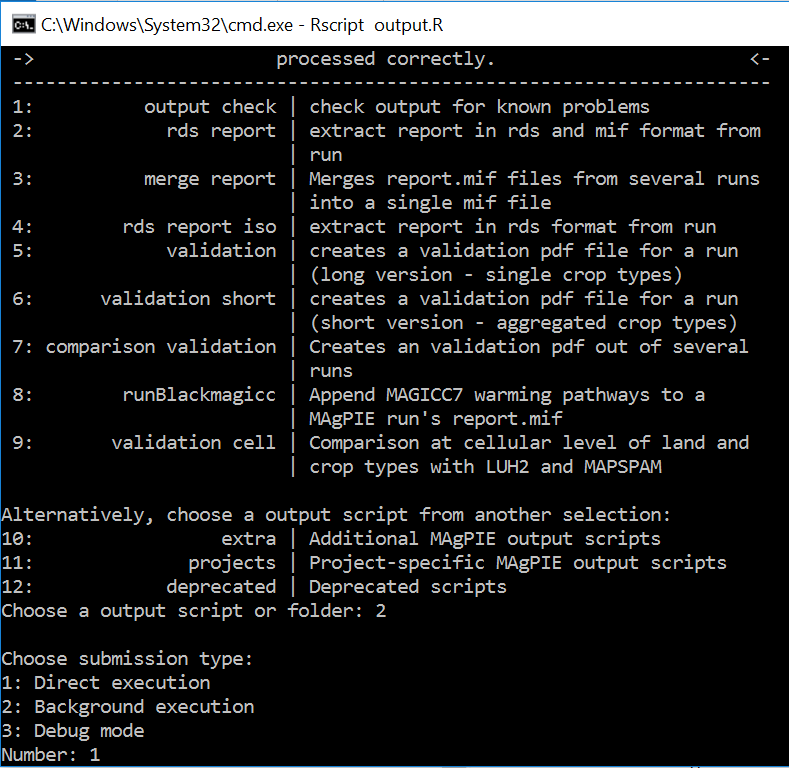 C:\Windows\System32\cmd.exe - Rscript  output.R
->                      processed correctly.                       <-
---------------------------------------------------------------------
1:          output check | check output for known problems
2:            rds report | extract report in rds and mif format from
                         | run
3:          merge report | Merges report.mif files from several runs
                         | into a single mif file
4:        rds report iso | extract report in rds format from run
5:            validation | creates a validation pdf file for a run
                         | (long version - single crop types)
6:      validation short | creates a validation pdf file for a run
                         | (short version - aggregated crop types)
7: comparison validation | Creates an validation pdf out of several
                         | runs
8:        runBlackmagicc | Append MAGICC7 warming pathways to a
                         | MAgPIE run's report.mif
9:       validation cell | Comparison at cellular level of land and
                         | crop types with LUH2 and MAPSPAM
Alternatively, choose a output script from another selection:
10:                 extra | Additional MAgPIE output scripts
11:              projects | Project-specific MAgPIE output scripts
12:            deprecated | Deprecated scripts
Choose a output script or folder: 2
Choose submission type:
1: Direct execution
2: Background execution
3: Debug mode
Number: 1